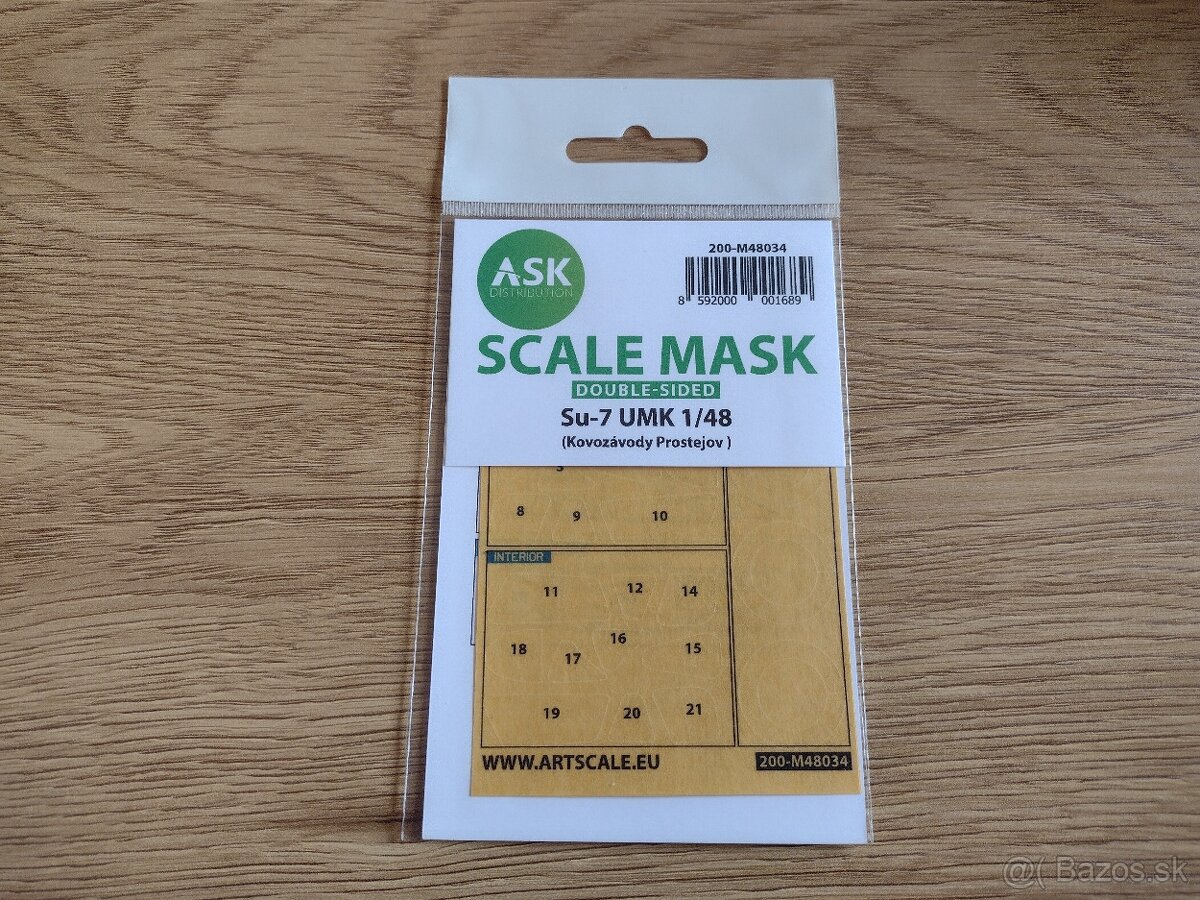 200-M48034
ASK
DISTRIBUTION
8 592000 001689
SCALE MASK
DOUBLE-SIDED
Su-7 UMK 1/48
(Kovozávody Prostejov )
8 9 10
INTERIOR
11 12 14
18 17 16 15
19 20 21
WWW.ARTSCALE.EU
200-M48034
@( Bazos.sk